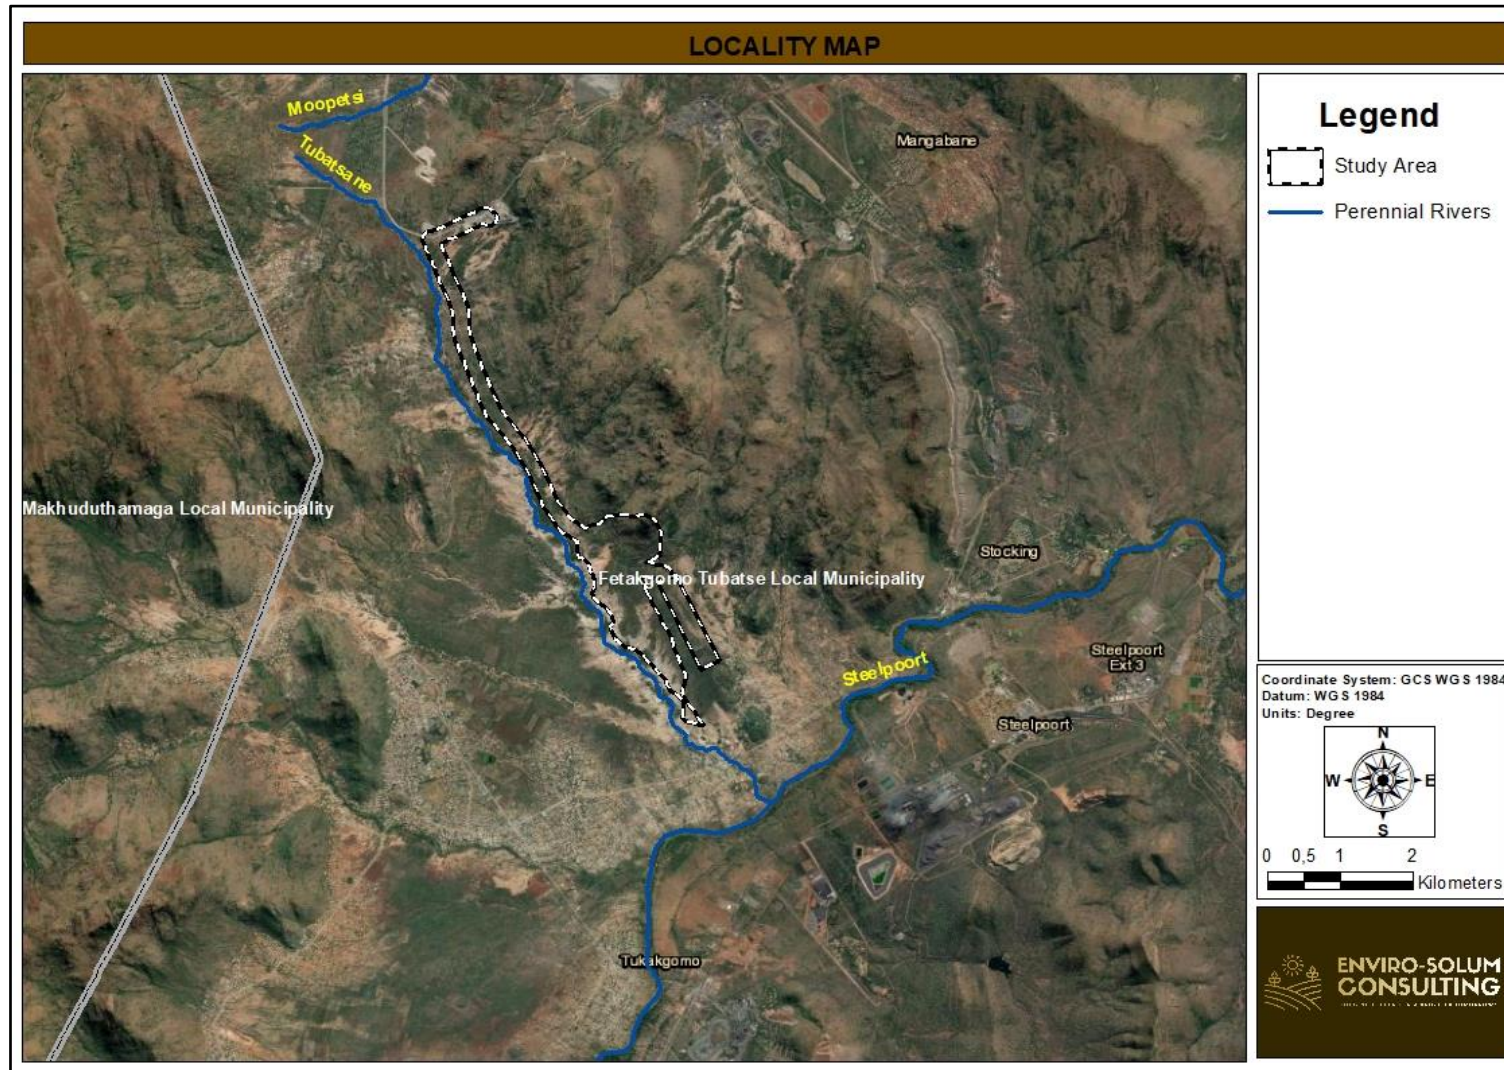 LOCALITY MAP
Moopetsi
Tubatsane
Mangabane
Makhuduthamaga Local Municipality
Stocking
Fetakgomo Tubatse Local Municipality
Steelpoort
Steelpoort
Ext 3
Steelpoort
Tukakgomo
Legend
Study Area
Perennial Rivers
Coordinate System: GCS WGS 1984
Datum: WGS 1984
Units: Degree
N
W E
S
0 0,5 1 2
Kilometers
ENVIRO-SOLUM
CONSULTING